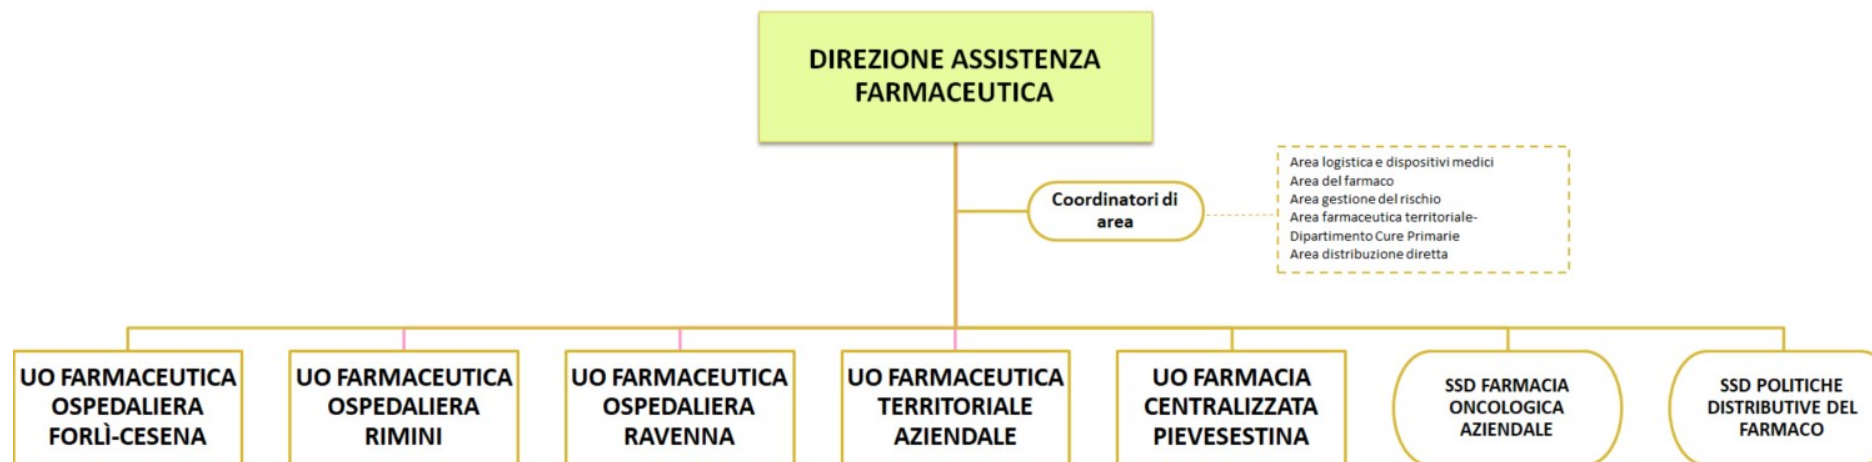 DIREZIONE ASSISTENZA
FARMACEUTICA
Coordinatori di
area
Area logistica e dispositivi medici
Area del farmaco
Area gestione del rischio
Area farmaceutica territoriale-
Dipartimento Cure Primarie
Area distribuzione diretta
UO FARMACEUTICA
OSPEDALIERA
FORLÌ-CESENA
UO FARMACEUTICA
OSPEDALIERA
RIMINI
UO FARMACEUTICA
OSPEDALIERA
RAVENNA
UO FARMACEUTICA
TERRITORIALE
AZIENDALE
UO FARMACIA
CENTRALIZZATA
PIEVESESTINA
SSD FARMACIA
ONCOLOGICA
AZIENDALE
SSD POLITICHE
DISTRIBUTIVE DEL
FARMACO